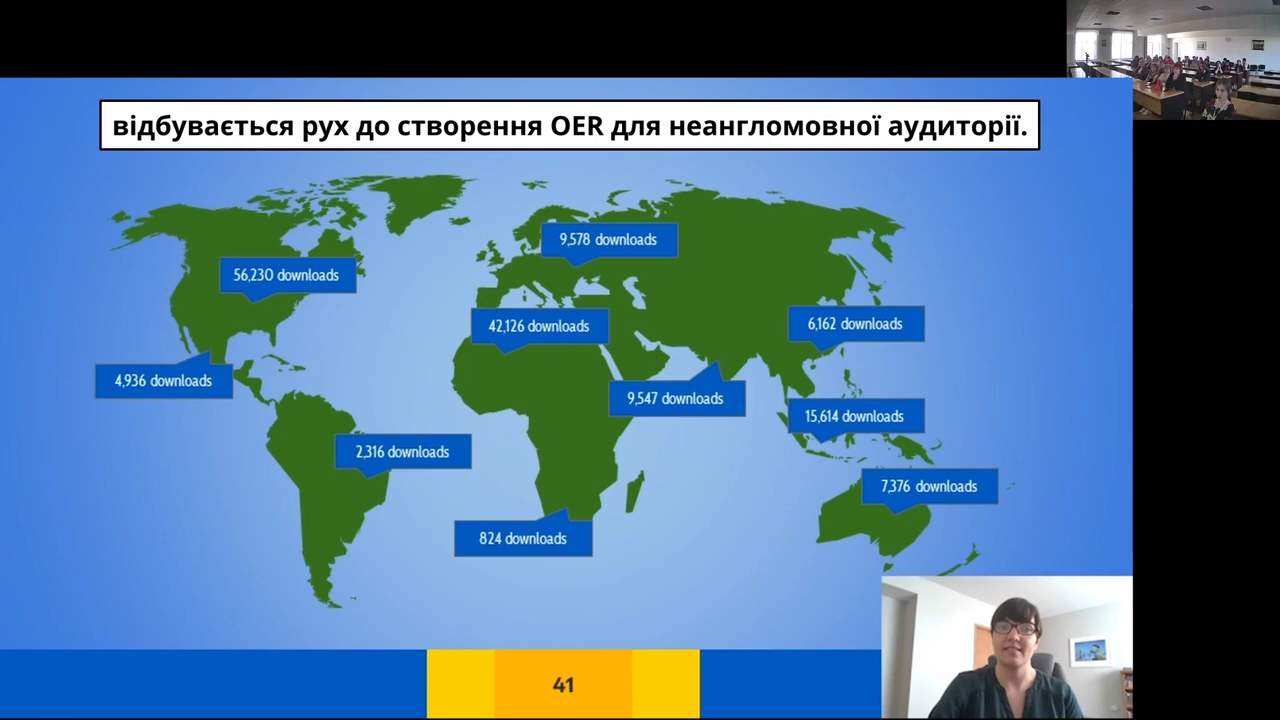 відбувається рух до створення OER для неангломовної аудиторії.
9,578 downloads
56,230 downloads
42,126 downloads
6,162 downloads
4,936 downloads
9,547 downloads
15,614 downloads
2,316 downloads
7,376 downloads
824 downloads
41